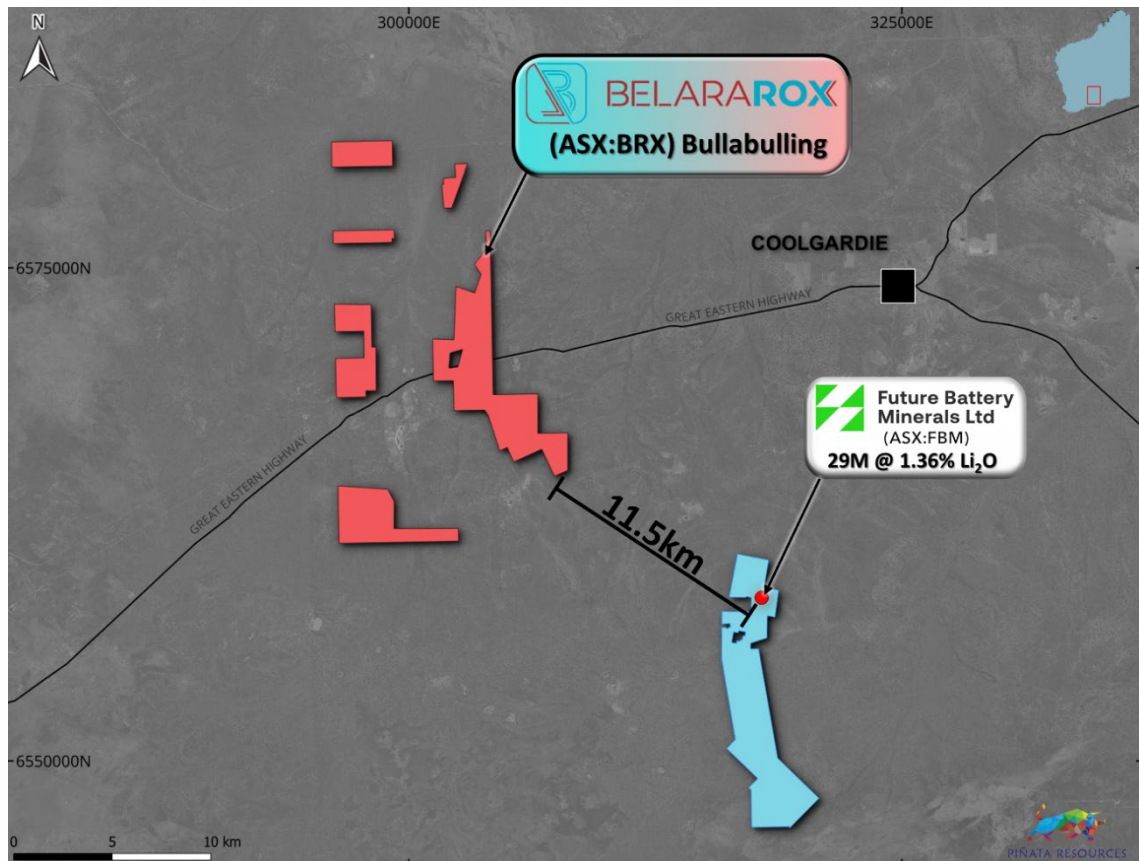 300000E
325000E
N
BELARAROX
(ASX:BRX) Bullabulling
COOLGARDIE
6575000N
GREAT EASTERN HIGHWAY
Future Battery
Minerals Ltd
(ASX:FBM)
29M @ 1.36% Li₂O
GREAT EASTERN HIGHWAY
11.5km
6550000N
0 5 10 km
PIÑATA RESOURCES